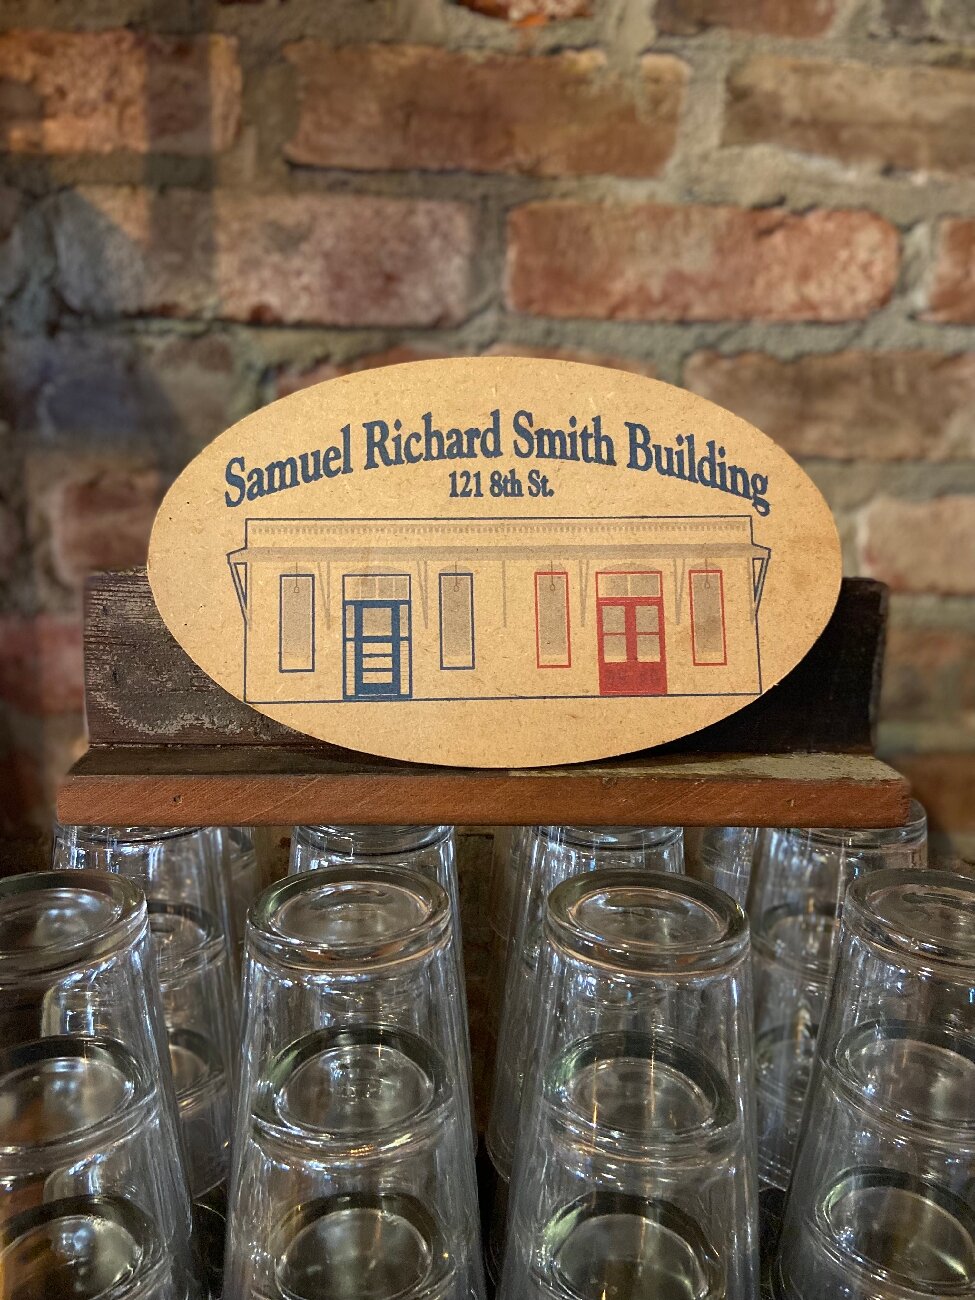 Samuel Richard Smith Building
121 8th St.